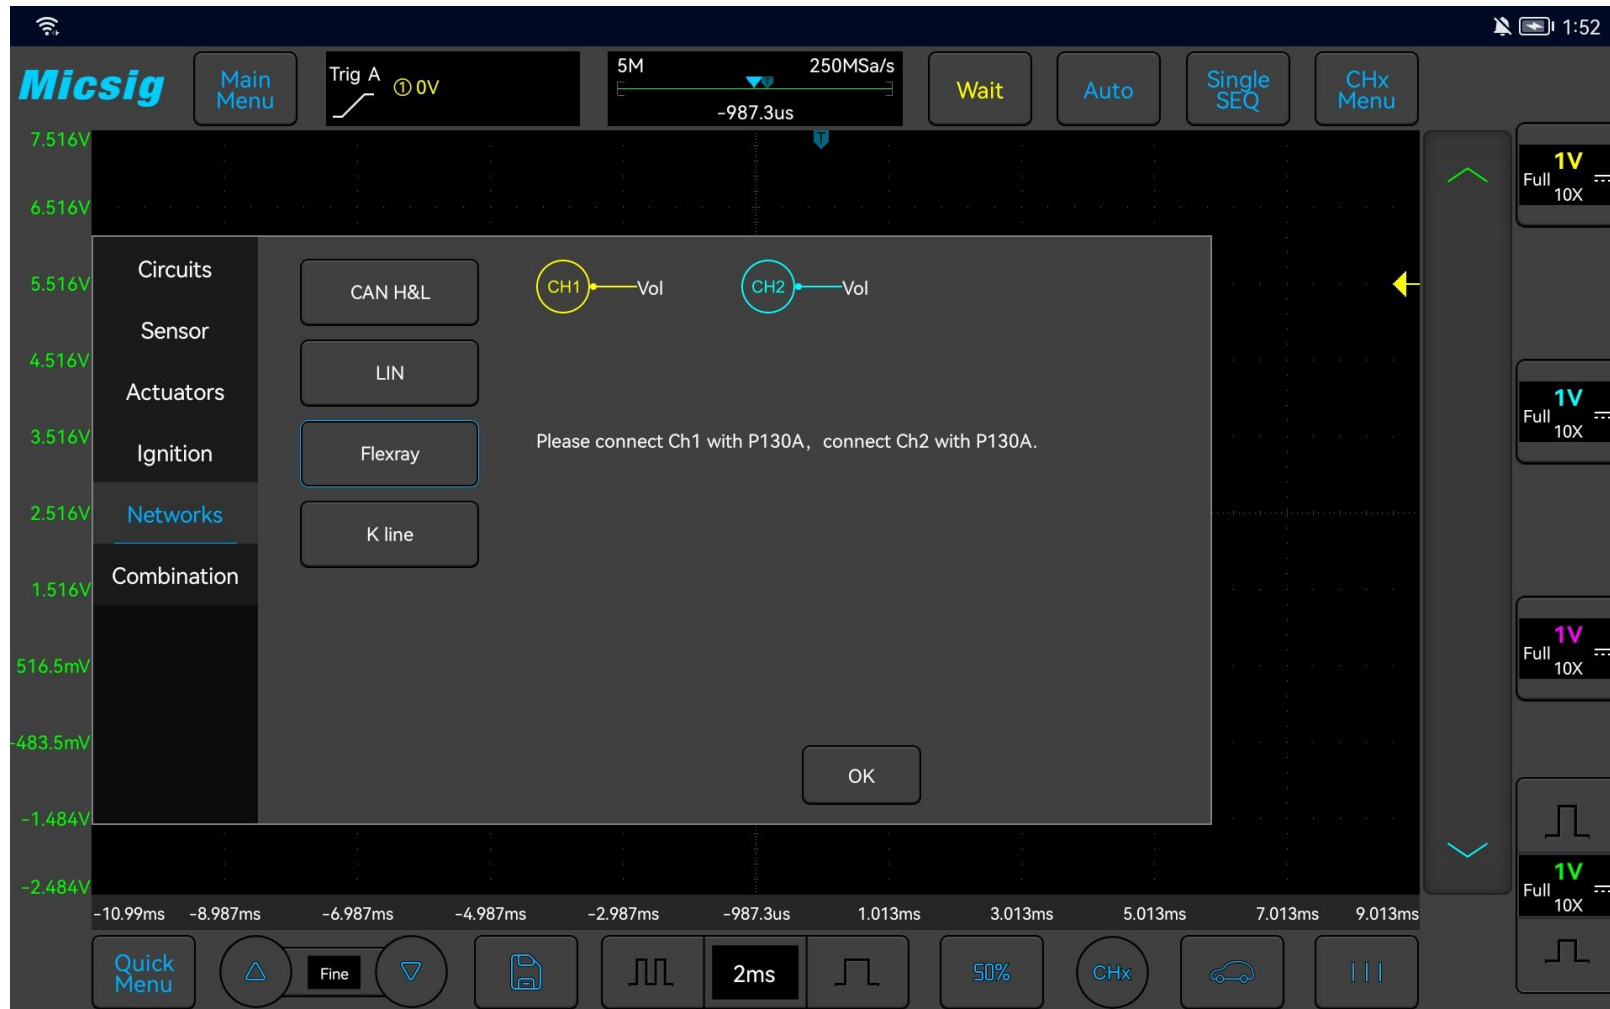 1:52
Micsig
Main
Menu
Trig A
① 0V
5M
250MSa/s
-987.3us
Wait
Auto
Single
SEQ
CHx
Menu
T
7.516V
6.516V
5.516V
4.516V
3.516V
2.516V
1.516V
516.5mV
-483.5mV
-1.484V
-2.484V
Circuits
Sensor
Actuators
Ignition
Networks
Combination
CAN H&L
LIN
Flexray
K line
CH1
Vol
CH2
Vol
Please connect Ch1 with P130A, connect Ch2 with P130A.
OK
1V
Full
10X
1V
Full
10X
1V
Full
10X
1V
Full
10X
-10.99ms
-8.987ms
-6.987ms
-4.987ms
-2.987ms
-987.3us
1.013ms
3.013ms
5.013ms
7.013ms
9.013ms
Quick
Menu
Fine
2ms
50%
CHx